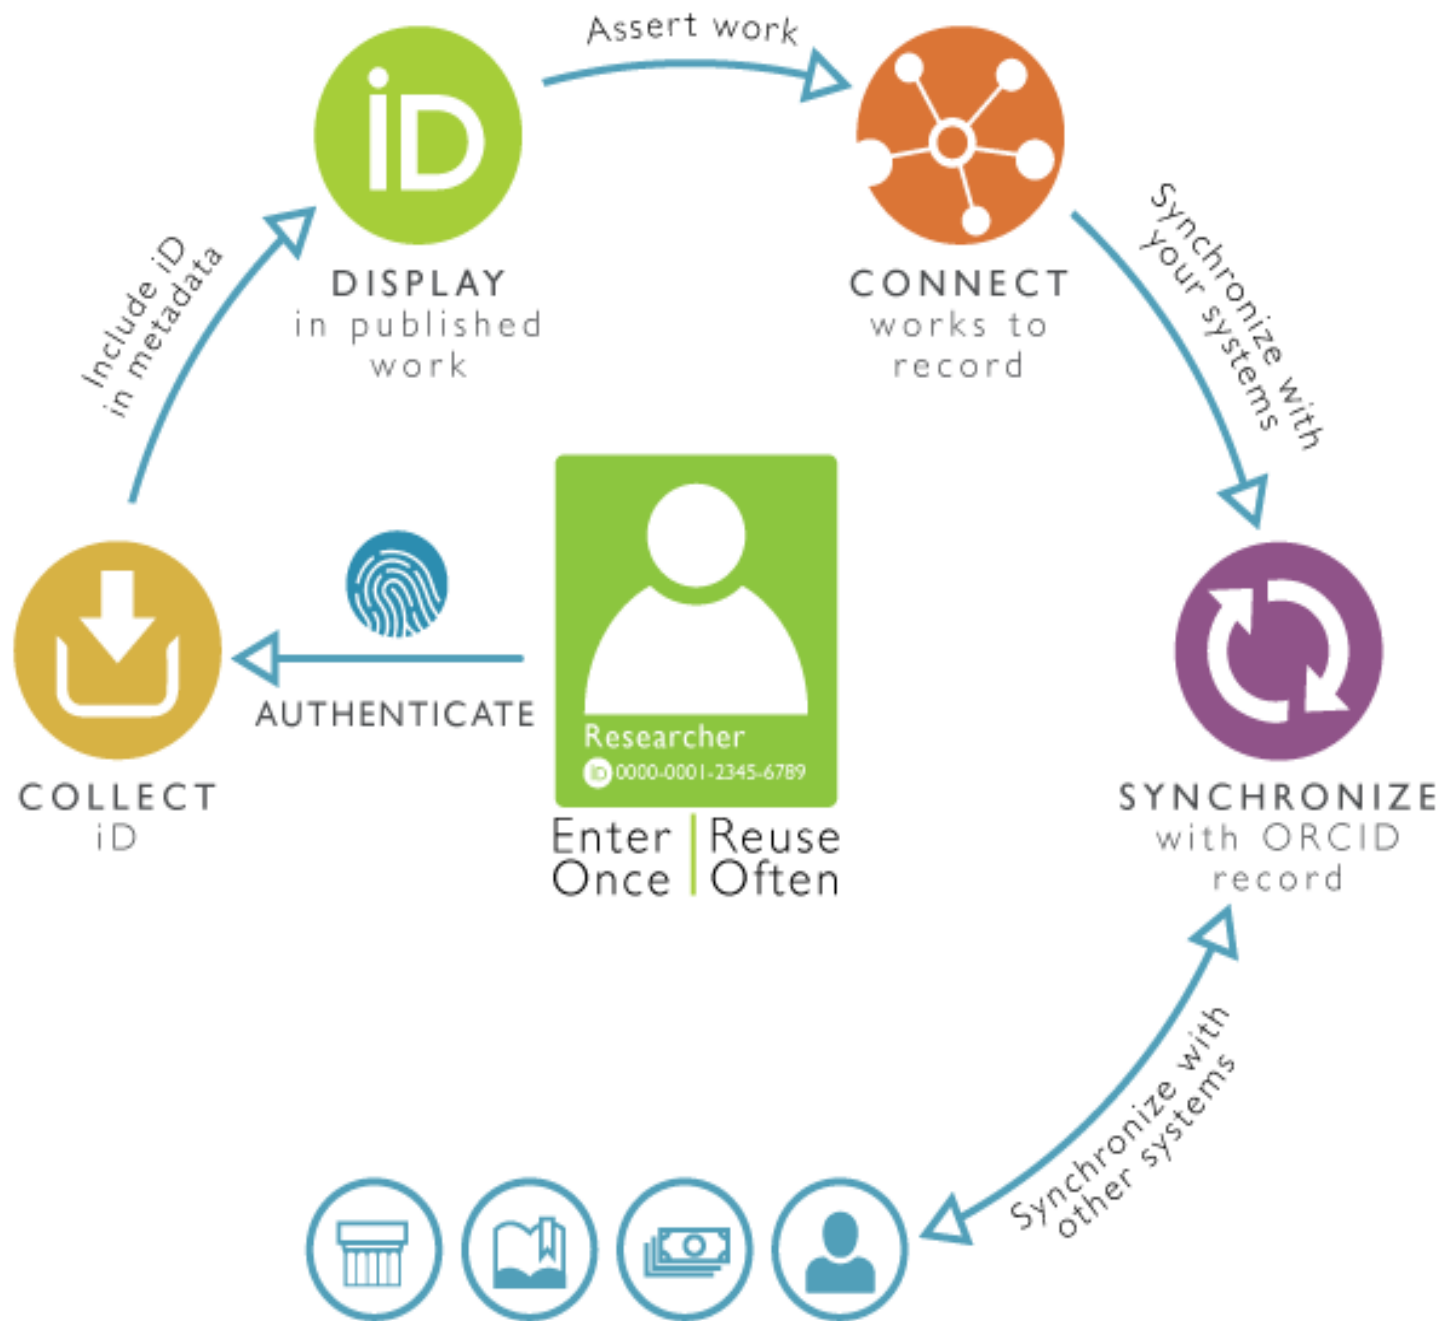 Assert work
iD
DISPLAY
in published
work
CONNECT
works to
record
Include iD
in metadata
Synchronize with
your systems
AUTHENTICATE
COLLECT
iD
Researcher
iD 0000-0001-2345-6789
Enter
Once
Reuse
Often
SYNCHRONIZE
with ORCID
record
Synchronize with
other systems